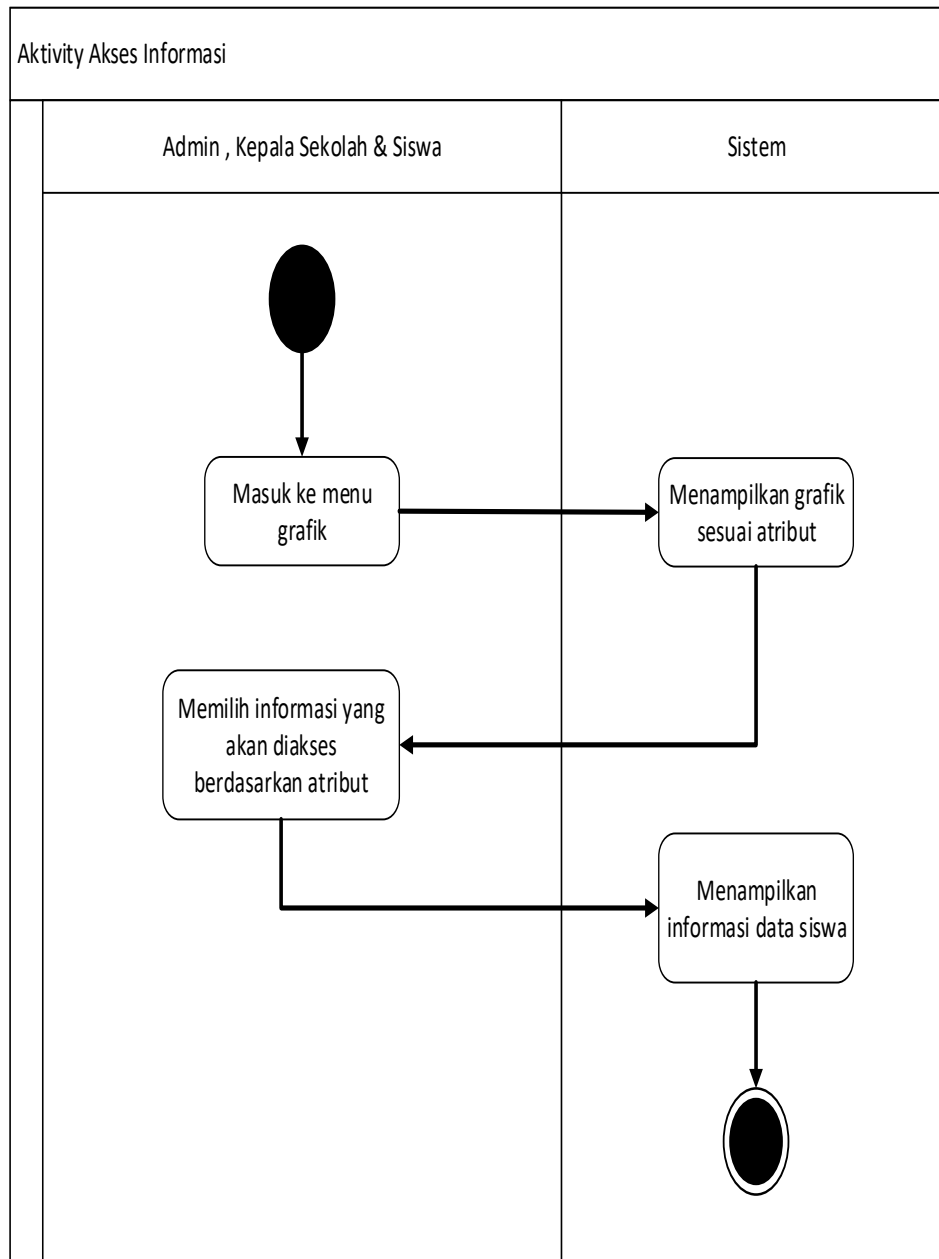 Aktivity Akses Informasi
Admin , Kepala Sekolah & Siswa
Sistem
Masuk ke menu
grafik
Menampilkan grafik
sesuai atribut
Memilih informasi yang
akan diakses
berdasarkan atribut
Menampilkan
informasi data siswa